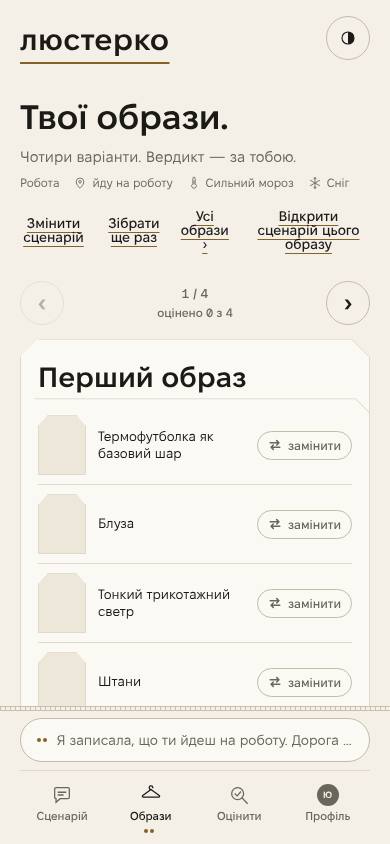 люстерко
Твої образи.
Чотири варіанти. Вердикт — за тобою.
Робота йду на роботу Сильний мороз Сніг
Змінити
сценарій
Зібрати
ще раз
Усі
образи
›
Відкрити
сценарій цього
образу
‹
1 / 4
оцінено 0 з 4
›
Перший образ
Термофутболка як
базовий шар
замінити
Блуза
замінити
Тонкий трикотажний
светр
замінити
Штани
замінити
Я записала, що ти йдеш на роботу. Дорога ...
Сценарій
Образи
Оцінити
Ю
Профіль